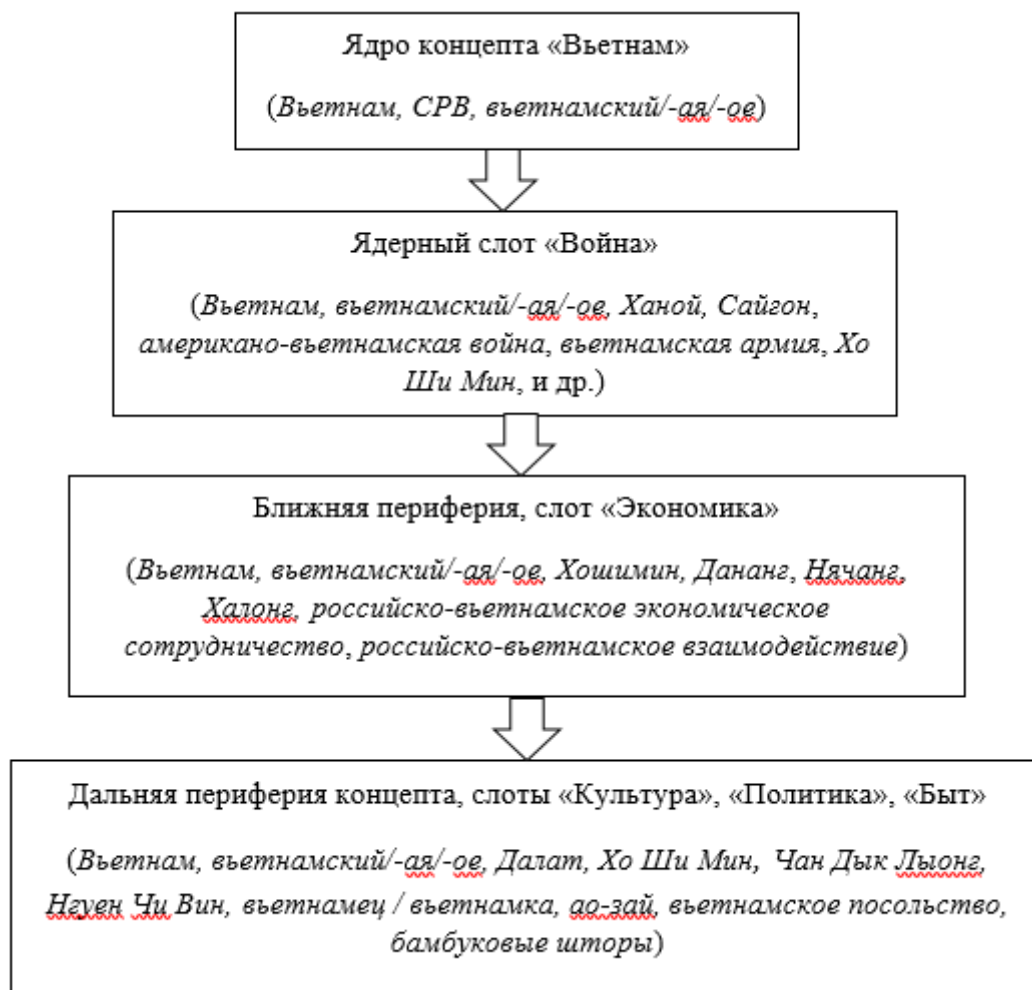 Ядро концепта «Вьетнам»
(Вьетнам, СРВ, вьетнамский/-ая/-ое)
Ядерный слот «Война»
(Вьетнам, вьетнамский/-ая/-ое, Ханой, Сайгон,
американо-вьетнамская война, вьетнамская армия, Хо
Ши Мин, и др.)
Ближняя периферия, слот «Экономика»
(Вьетнам, вьетнамский/-ая/-ое, Хошимин, Дананг, Нячанг,
Халонг, российско-вьетнамское экономическое
сотрудничество, российско-вьетнамское взаимодействие)
Дальняя периферия концепта, слоты «Культура», «Политика», «Быт»
(Вьетнам, вьетнамский/-ая/-ое, Далат, Хо Ши Мин, Чан Дык Лыонг,
Нгуен Чи Вин, вьетнамец / вьетнамка, ао-зай, вьетнамское посольство,
бамбуковые шторы)